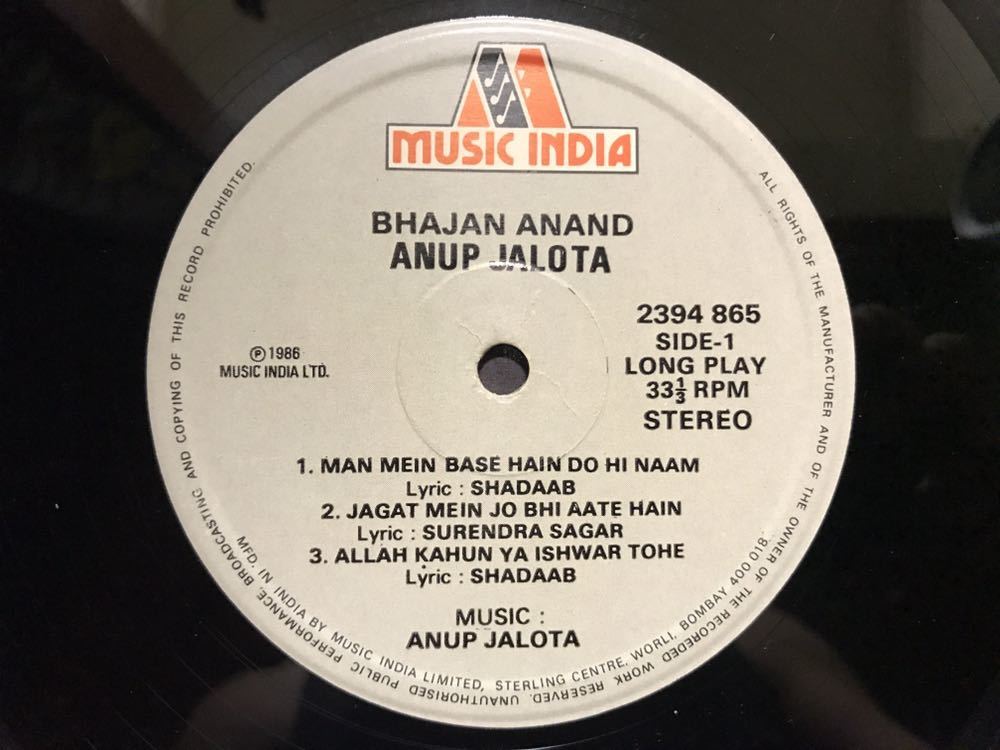 MUSIC INDIA
BHAJAN ANAND
ANUP JALOTA
℗ 1986
MUSIC INDIA LTD.
2394 865
SIDE-1
LONG PLAY
33⅓ RPM
STEREO
1. MAN MEIN BASE HAIN DO HI NAAM
Lyric : SHADAAB
2. JAGAT MEIN JO BHI AATE HAIN
Lyric : SURENDRA SAGAR
3. ALLAH KAHUN YA ISHWAR TOHE
Lyric : SHADAAB
MUSIC :
ANUP JALOTA
MFD. IN INDIA BY MUSIC INDIA LIMITED, STERLING CENTRE, WORLI, BOMBAY 400 018.
ALL RIGHTS OF THE MANUFACTURER AND OF THE OWNER OF THE RECOREDED WORK RESERVED. UNAUTHORISED PUBLIC PERFORMANCE, BROADCASTING AND COPYING OF THIS RECORD PROHIBITED.